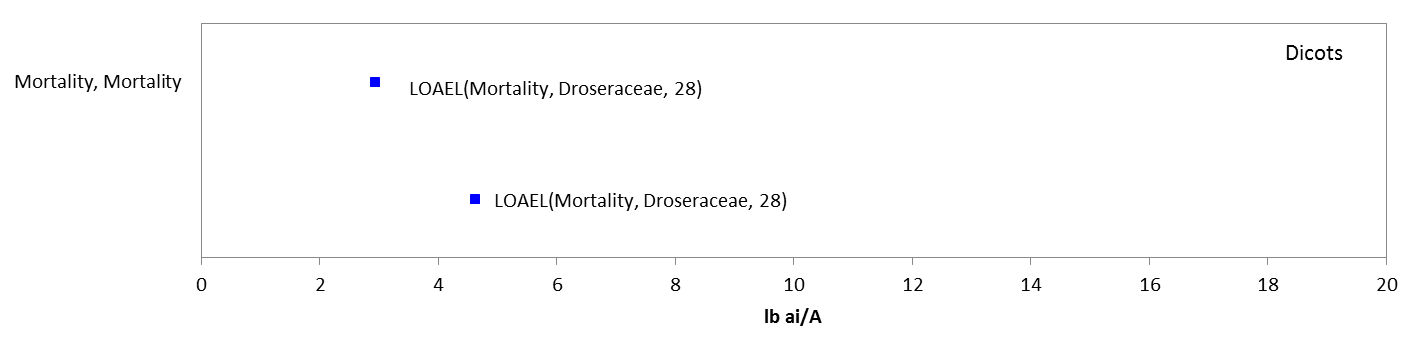 Dicots
Mortality, Mortality
LOAEL(Mortality, Droseraceae, 28)
LOAEL(Mortality, Droseraceae, 28)
0 2 4 6 8 10 12 14 16 18 20
lb ai/A